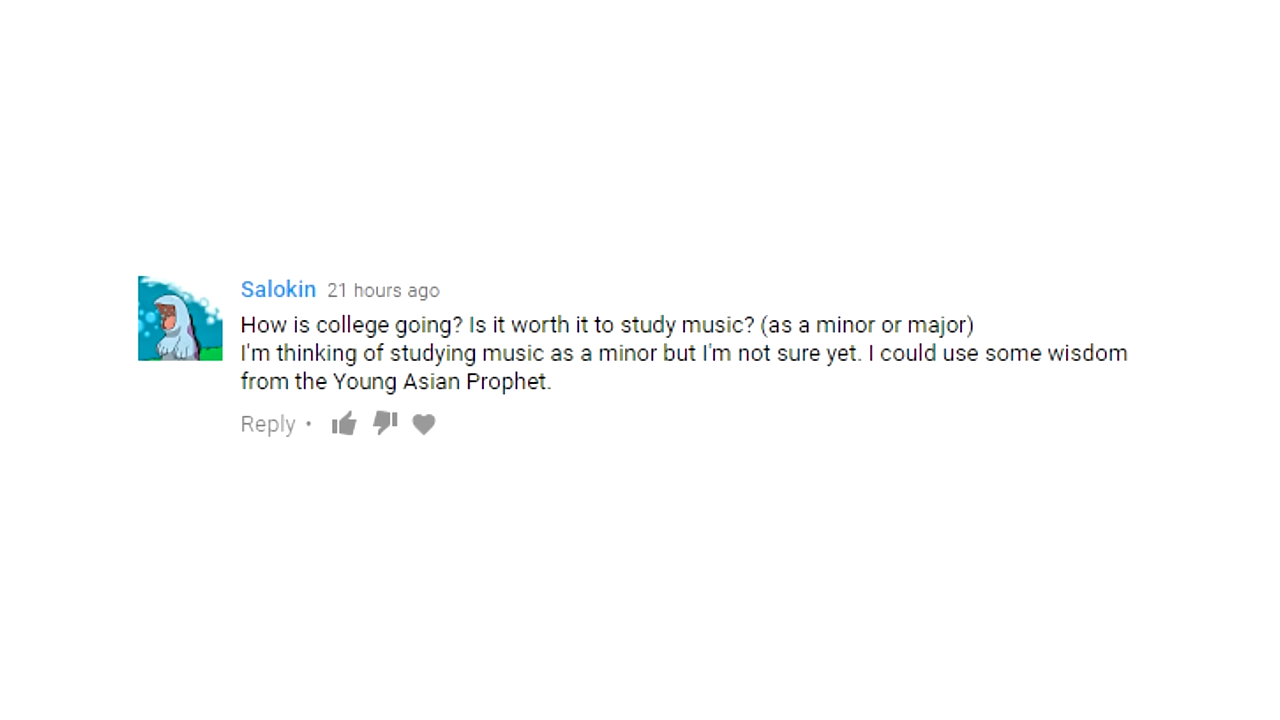 Salokin 21 hours ago
How is college going? Is it worth it to study music? (as a minor or major)
I'm thinking of studying music as a minor but I'm not sure yet. I could use some wisdom
from the Young Asian Prophet.
Reply •